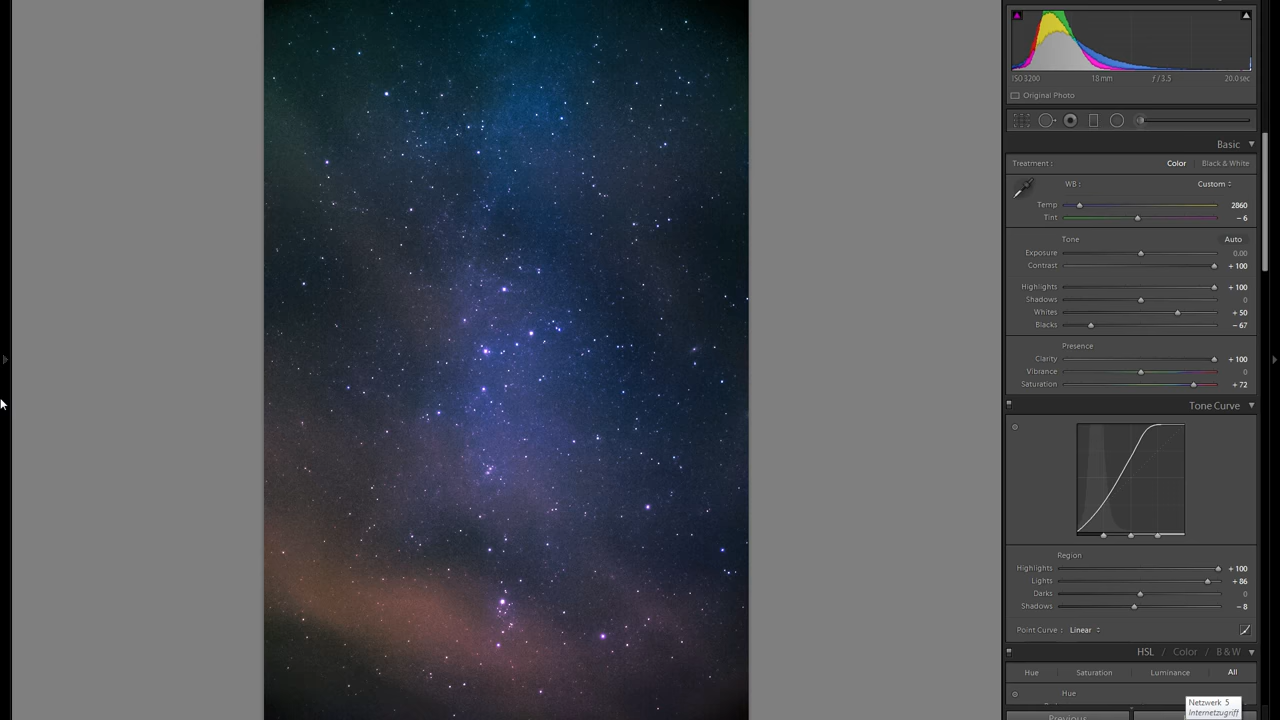 ISO 3200 18 mm ƒ / 3.5 20.0 sec
Original Photo
Basic
Treatment : Color Black & White
WB : Custom
Temp 2860
Tint – 6
Tone Auto
Exposure 0.00
Contrast + 100
Highlights + 100
Shadows 0
Whites + 50
Blacks – 67
Presence
Clarity + 100
Vibrance 0
Saturation + 72
Tone Curve
Region
Highlights + 100
Lights + 86
Darks 0
Shadows – 8
Point Curve : Linear
HSL / Color / B & W
Hue Saturation Luminance All
Hue
Netzwerk 5
Internetzugriff
Previous